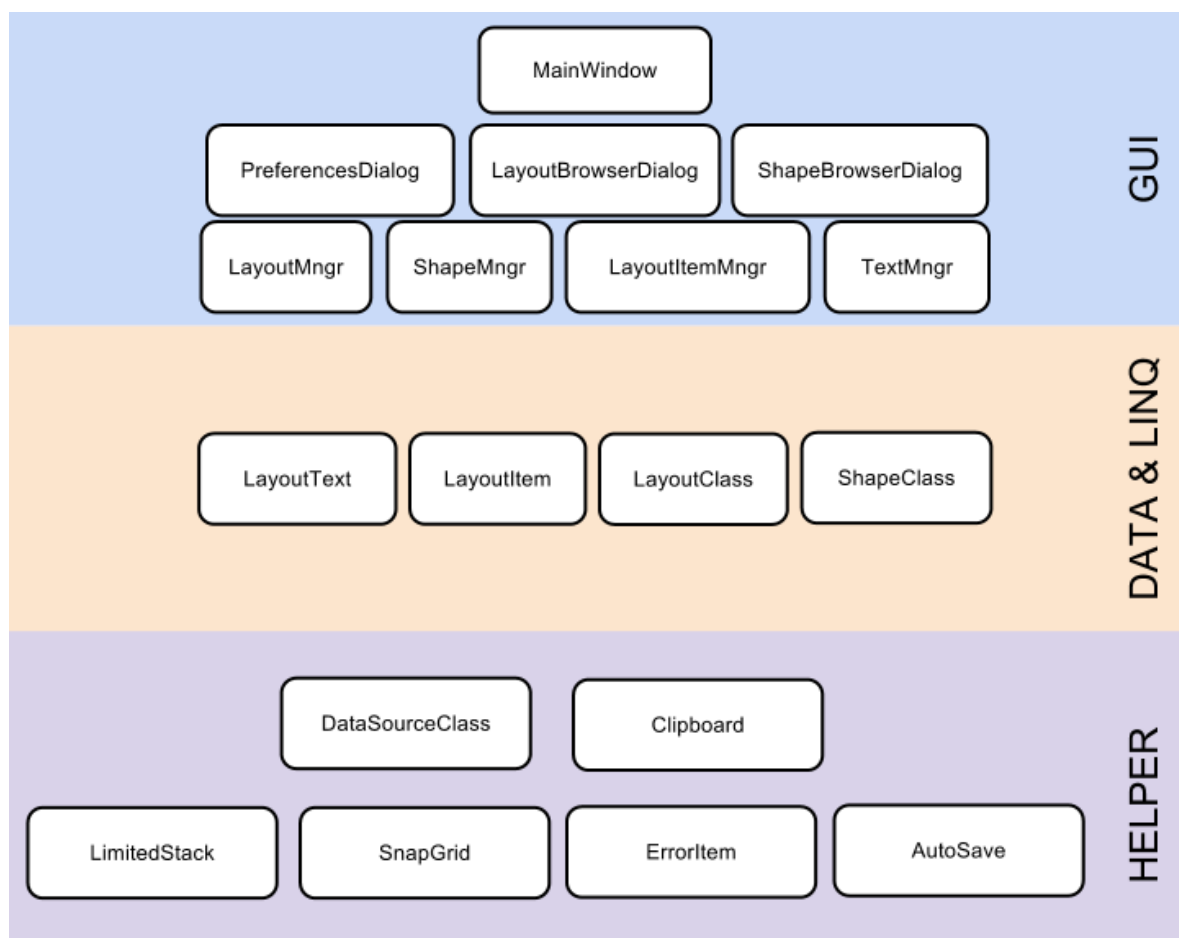 MainWindow
PreferencesDialog
LayoutBrowserDialog
ShapeBrowserDialog
LayoutMngr
ShapeMngr
LayoutItemMngr
TextMngr
GUI
LayoutText
LayoutItem
LayoutClass
ShapeClass
DATA & LINQ
DataSourceClass
Clipboard
LimitedStack
SnapGrid
ErrorItem
AutoSave
HELPER